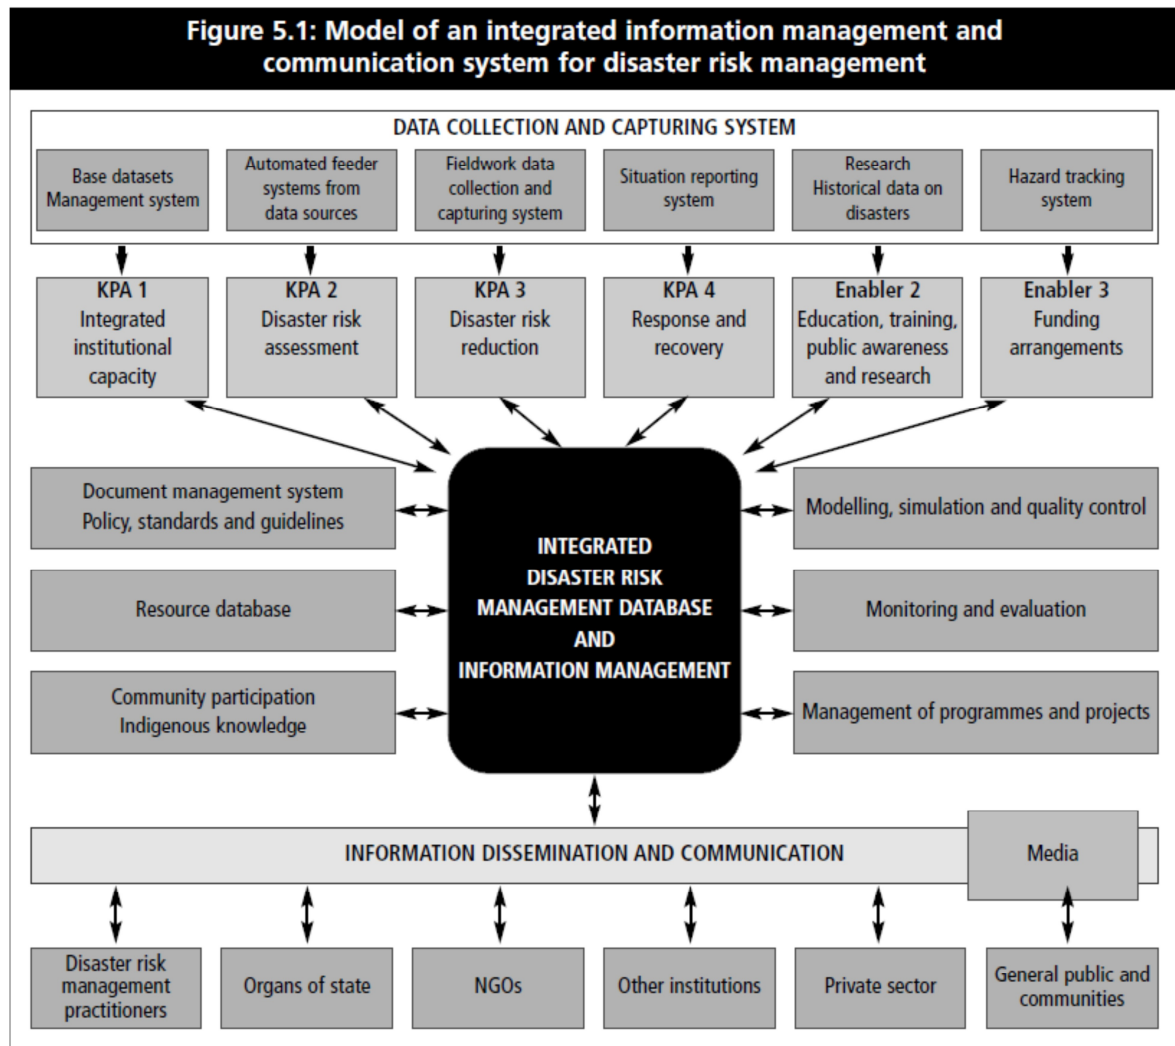 Figure 5.1: Model of an integrated information management and
communication system for disaster risk management
DATA COLLECTION AND CAPTURING SYSTEM
Base datasets
Management system
Automated feeder
systems from
data sources
Fieldwork data
collection and
capturing system
Situation reporting
system
Research
Historical data on
disasters
Hazard tracking
system
KPA 1
Integrated
institutional
capacity
KPA 2
Disaster risk
assessment
KPA 3
Disaster risk
reduction
KPA 4
Response and
recovery
Enabler 2
Education, training,
public awareness
and research
Enabler 3
Funding
arrangements
Document management system
Policy, standards and guidelines
Resource database
Community participation
Indigenous knowledge
INTEGRATED
DISASTER RISK
MANAGEMENT DATABASE
AND
INFORMATION MANAGEMENT
Modelling, simulation and quality control
Monitoring and evaluation
Management of programmes and projects
INFORMATION DISSEMINATION AND COMMUNICATION
Media
Disaster risk
management
practitioners
Organs of state
NGOs
Other institutions
Private sector
General public and
communities